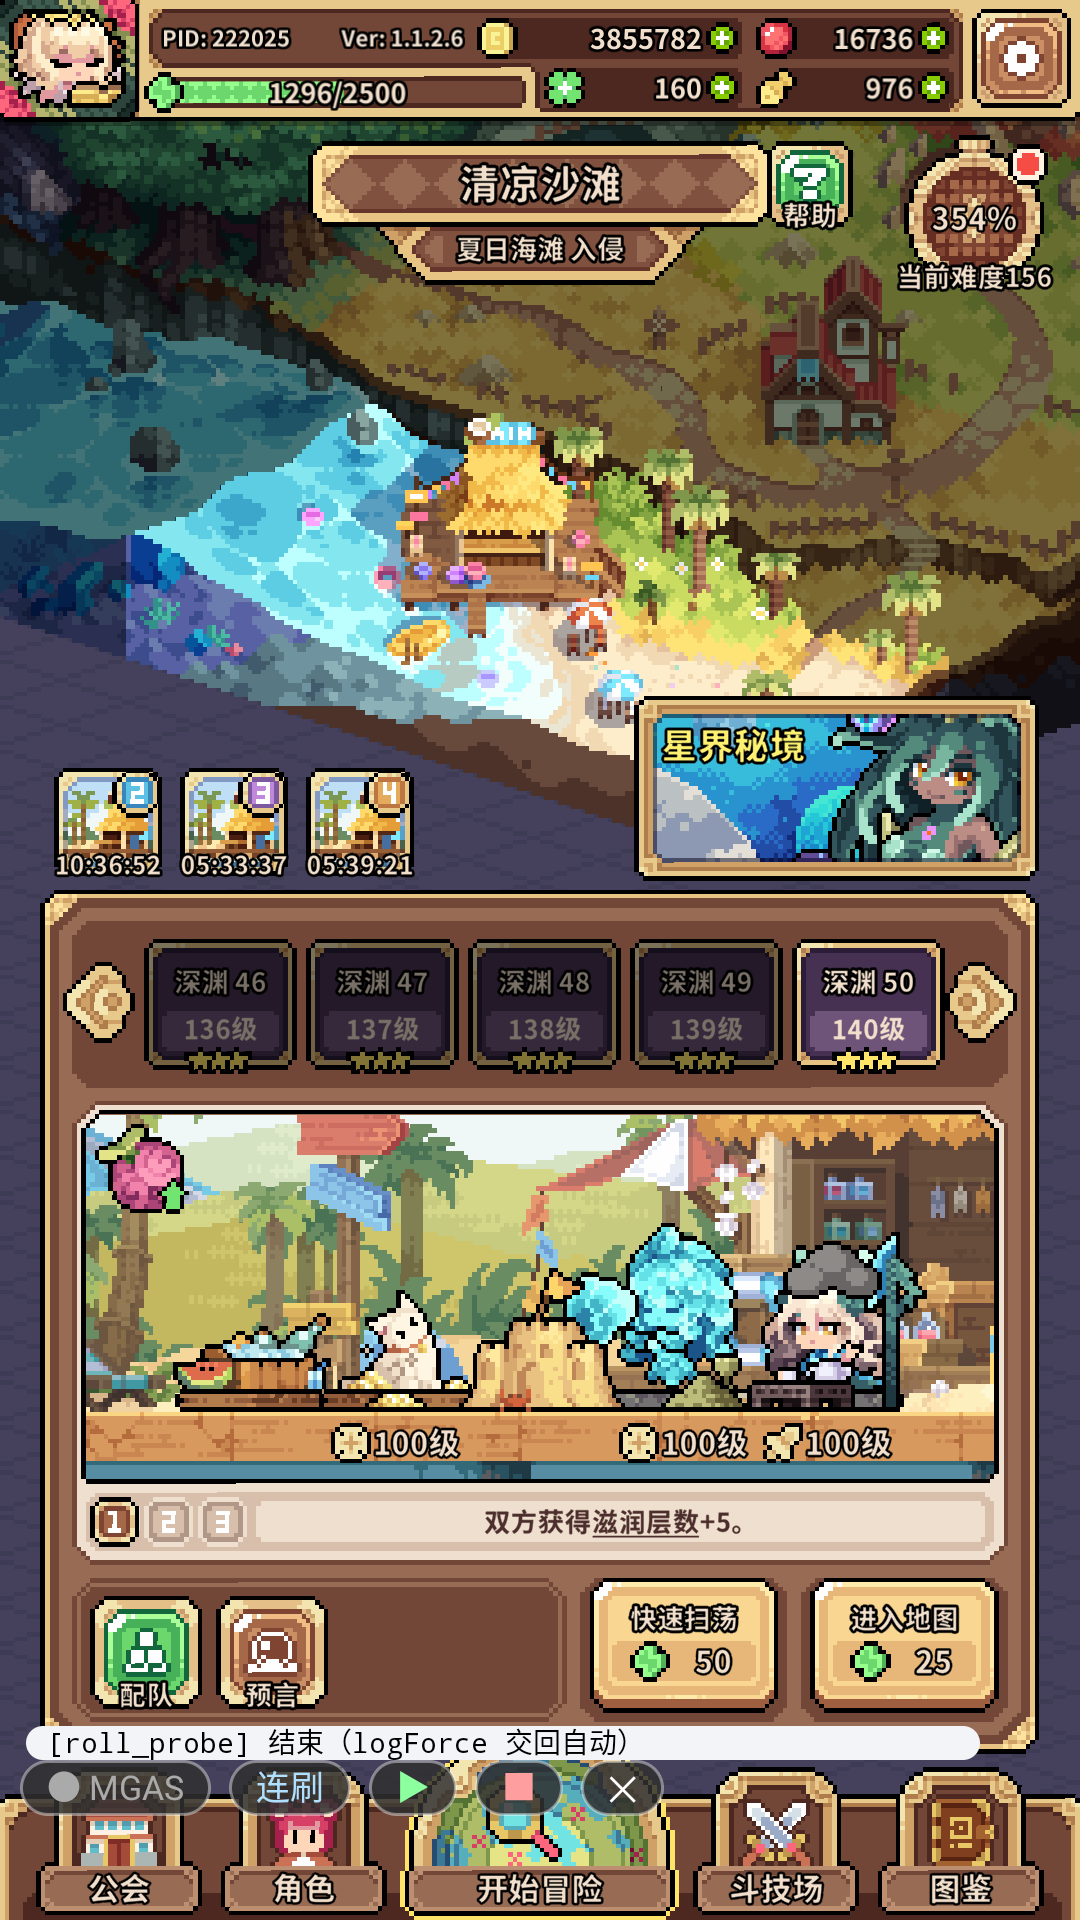 PID: 222025 Ver: 1.1.2.6 3855782 16736
1296/2500 160 976
清凉沙滩
帮助
夏日海滩 入侵
354%
当前难度156
AIM
星界秘境
2 3 4
10:36:52 05:33:37 05:39:21
深渊 46 深渊 47 深渊 48 深渊 49 深渊 50
136级 137级 138级 139级 140级
100级 100级 100级
1 2 3 双方获得滋润层数+5。
快速扫荡 进入地图
50 25
配队 预言
[roll_probe] 结束（logForce 交回自动）
MGAS 连刷
公会 角色 开始冒险 斗技场 图鉴